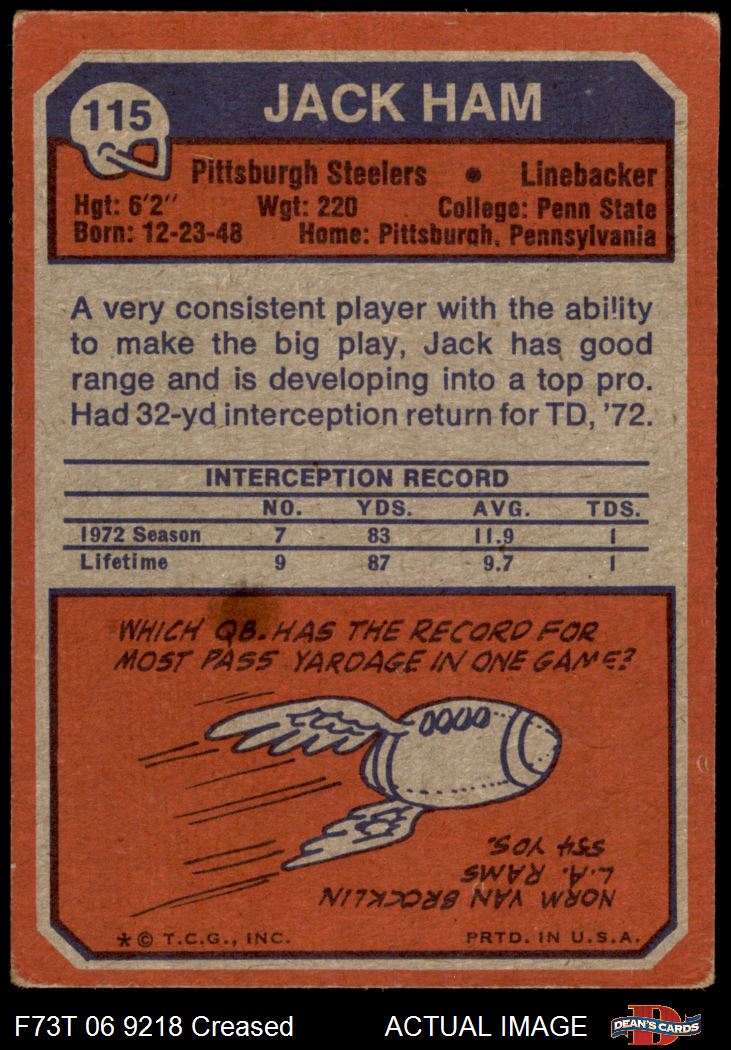 115
JACK HAM
Pittsburgh Steelers • Linebacker
Hgt: 6'2" Wgt: 220 College: Penn State
Born: 12-23-48 Home: Pittsburgh, Pennsylvania
A very consistent player with the ability
to make the big play, Jack has good
range and is developing into a top pro.
Had 32-yd interception return for TD, '72.
INTERCEPTION RECORD
NO. YDS. AVG. TDS.
1972 Season 7 83 11.9 1
Lifetime 9 87 9.7 1
WHICH QB. HAS THE RECORD FOR
MOST PASS YARDAGE IN ONE GAME?
NORM VAN BROCKLIN
L.A. RAMS
554 YDS.
*© T.C.G., INC. PRTD. IN U.S.A.
F73T 06 9218 Creased ACTUAL IMAGE
DEAN'S CARDS